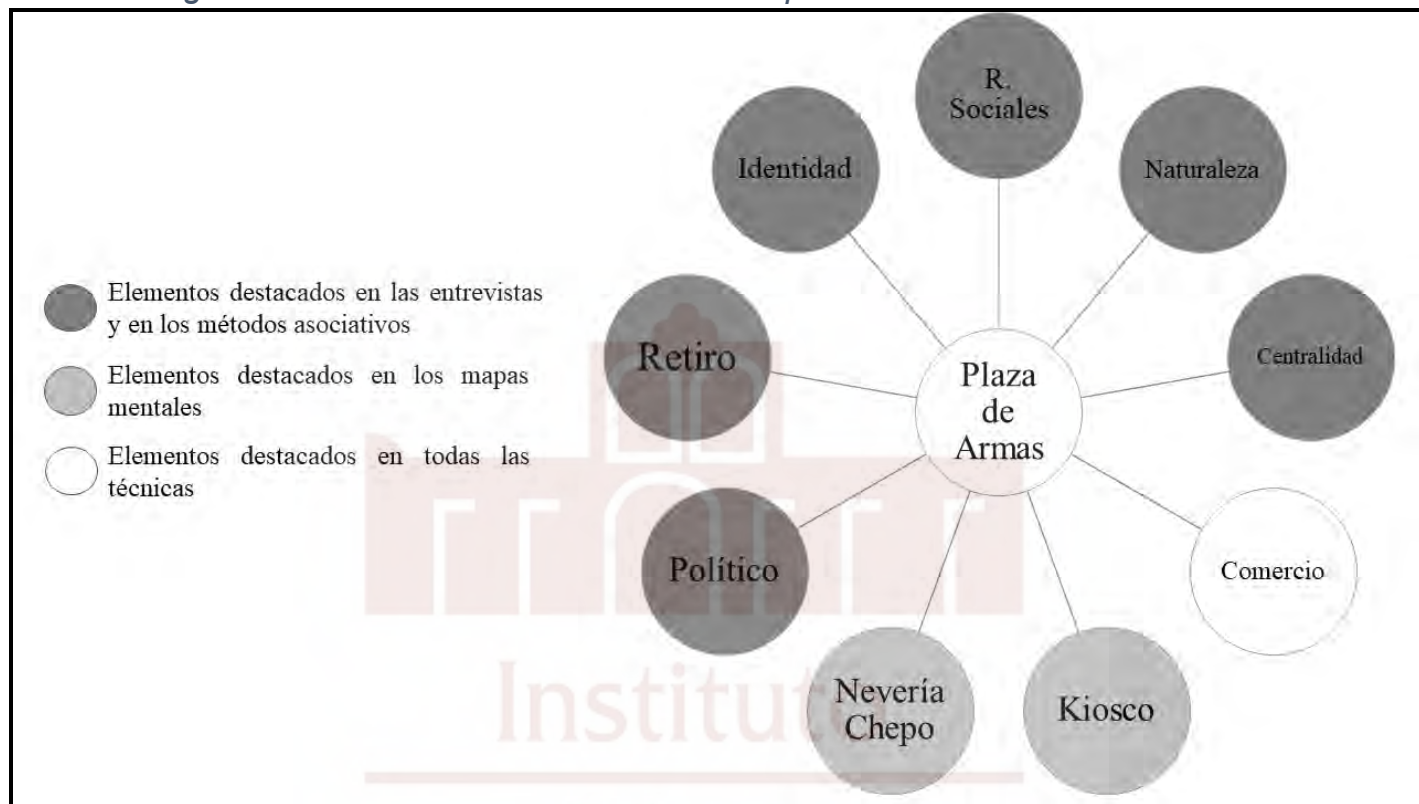 Elementos destacados en las entrevistas
y en los métodos asociativos
Elementos destacados en los mapas
mentales
Elementos destacados en todas las
técnicas
R.
Sociales
Identidad
Naturaleza
Retiro
Centralidad
Plaza
de
Armas
Político
Comercio
Nevería
Chepo
Kiosco
Instituto